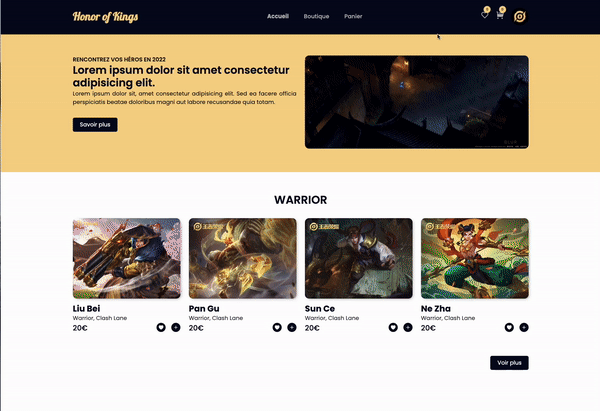 Honor of Kings
Accueil
Boutique
Panier
RENCONTREZ VOS HÉROS EN 2022
Lorem ipsum dolor sit amet consectetur
adipisicing elit.
Lorem ipsum dolor sit, amet consectetur adipisicing elit. Sed ea facere officia
perspiciatis beatae doloribus magni aut labore recusandae quia totam.
Savoir plus
WARRIOR
Liu Bei
Warrior, Clash Lane
20€
Pan Gu
Warrior, Clash Lane
20€
Sun Ce
Warrior, Clash Lane
20€
Ne Zha
Warrior, Clash Lane
20€
Voir plus